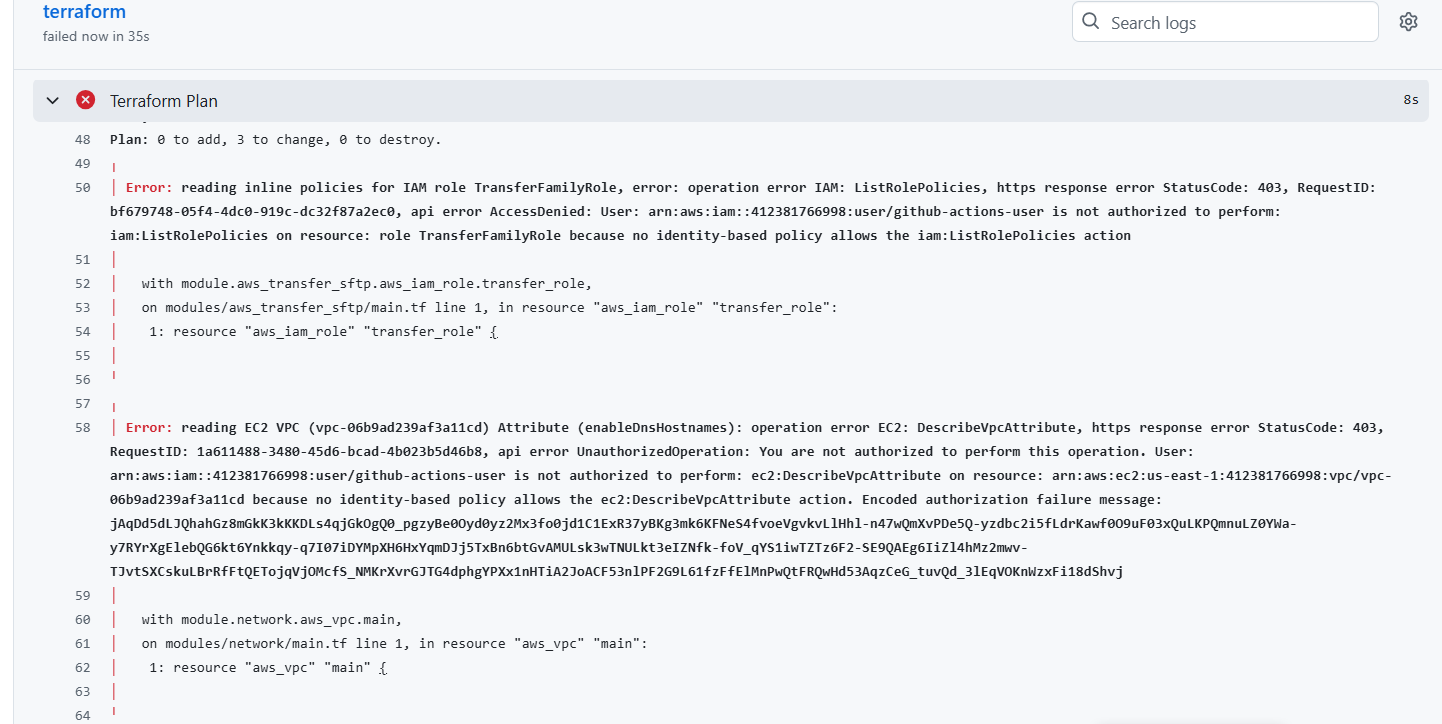 terraform
failed now in 35s
Search logs
Terraform Plan
8s
48 Plan: 0 to add, 3 to change, 0 to destroy.
49
50 Error: reading inline policies for IAM role TransferFamilyRole, error: operation error IAM: ListRolePolicies, https response error StatusCode: 403, RequestID:
bf679748-05f4-4dc0-919c-dc32f87a2ec0, api error AccessDenied: User: arn:aws:iam::412381766998:user/github-actions-user is not authorized to perform:
iam:ListRolePolicies on resource: role TransferFamilyRole because no identity-based policy allows the iam:ListRolePolicies action
51
52 with module.aws_transfer_sftp.aws_iam_role.transfer_role,
53 on modules/aws_transfer_sftp/main.tf line 1, in resource "aws_iam_role" "transfer_role":
54 1: resource "aws_iam_role" "transfer_role" {
55
56
57
58 Error: reading EC2 VPC (vpc-06b9ad239af3a11cd) Attribute (enableDnsHostnames): operation error EC2: DescribeVpcAttribute, https response error StatusCode: 403,
RequestID: 1a611488-3480-45d6-bcad-4b023b5d46b8, api error UnauthorizedOperation: You are not authorized to perform this operation. User:
arn:aws:iam::412381766998:user/github-actions-user is not authorized to perform: ec2:DescribeVpcAttribute on resource: arn:aws:ec2:us-east-1:412381766998:vpc/vpc-
06b9ad239af3a11cd because no identity-based policy allows the ec2:DescribeVpcAttribute action. Encoded authorization failure message:
jAqDd5dLJQhahGz8mGkK3kKKDLs4qjGkOgQ0_pgzyBe0Oyd0yz2Mx3fo0jd1C1ExR37yBKg3mk6KFNeS4fvoeVgvkvLlHhl-n47wQmXvPDe5Q-yzdbc2i5fLdrKawf0O9uF03xQuLKPQmnuLZ0YWa-
y7RYrXgElebQG6kt6Ynkkqy-q7I07iDYMpXH6HxYqmDJj5TxBn6btGvAMULsk3wTNULkt3eIZNfk-foV_qYS1iwTZTz6F2-SE9QAEg6IiZl4hMz2mwv-
TJvtSXCskuLBrRfFtQETojqVjOMcfS_NMKrXvrGJTG4dphgYPXx1nHTiA2JoACF53nlPF2G9L61fzFfElMnPwQtFRQwHd53AqzCeG_tuvQd_3lEqVOKnWzxFi18dShvj
59
60 with module.network.aws_vpc.main,
61 on modules/network/main.tf line 1, in resource "aws_vpc" "main":
62 1: resource "aws_vpc" "main" {
63
64